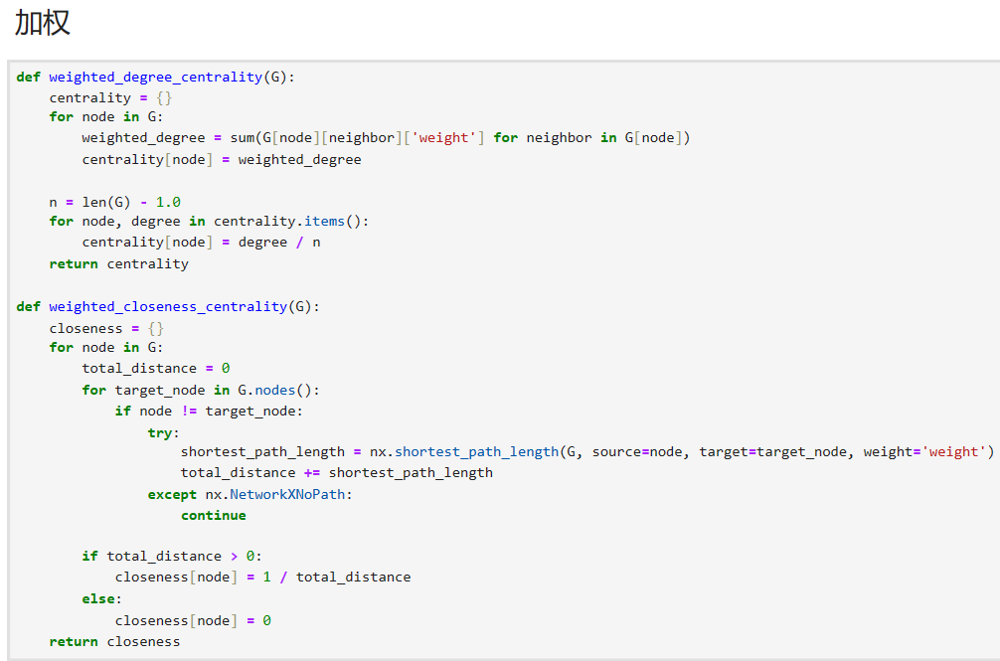 加权
def weighted_degree_centrality(G):
    centrality = {}
    for node in G:
        weighted_degree = sum(G[node][neighbor]['weight'] for neighbor in G[node])
        centrality[node] = weighted_degree

    n = len(G) - 1.0
    for node, degree in centrality.items():
        centrality[node] = degree / n
    return centrality

def weighted_closeness_centrality(G):
    closeness = {}
    for node in G:
        total_distance = 0
        for target_node in G.nodes():
            if node != target_node:
                try:
                    shortest_path_length = nx.shortest_path_length(G, source=node, target=target_node, weight='weight')
                    total_distance += shortest_path_length
                except nx.NetworkXNoPath:
                    continue

        if total_distance > 0:
            closeness[node] = 1 / total_distance
        else:
            closeness[node] = 0
    return closeness